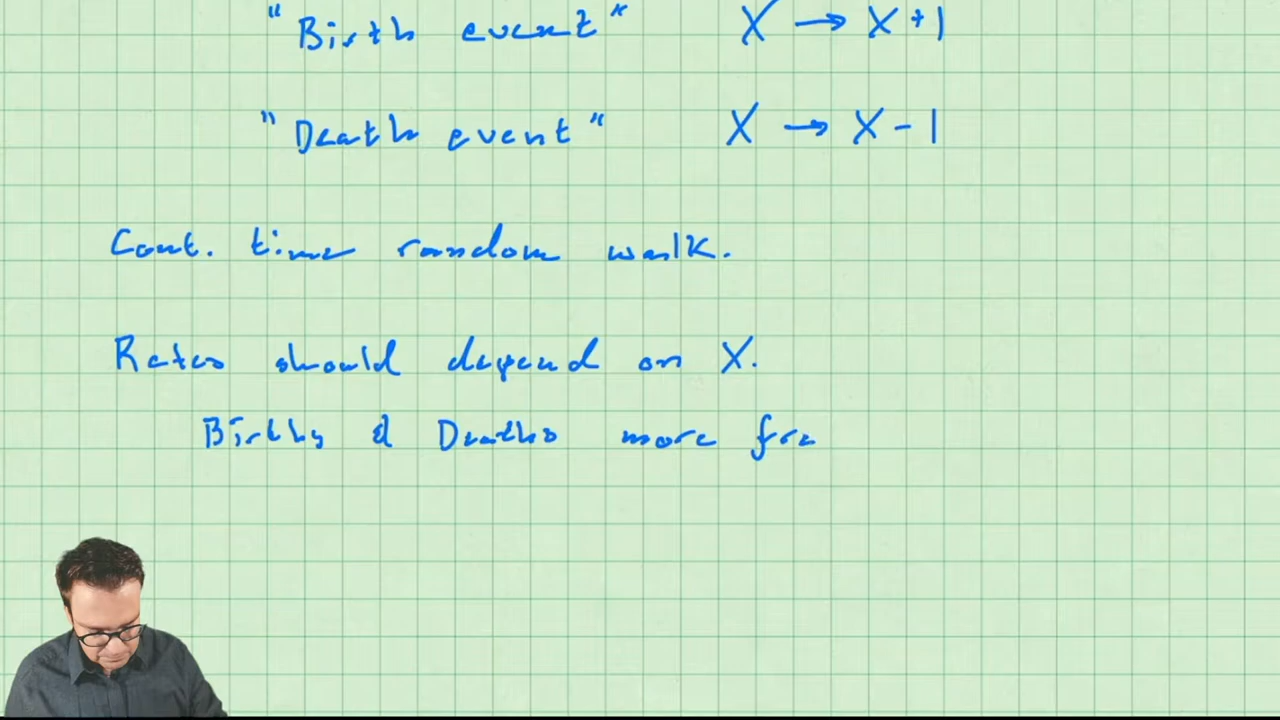 "Birth event" X → X + 1
"Death event" X → X - 1
Cont. time random walk.
Rates should depend on X.
Births & Deaths more fre